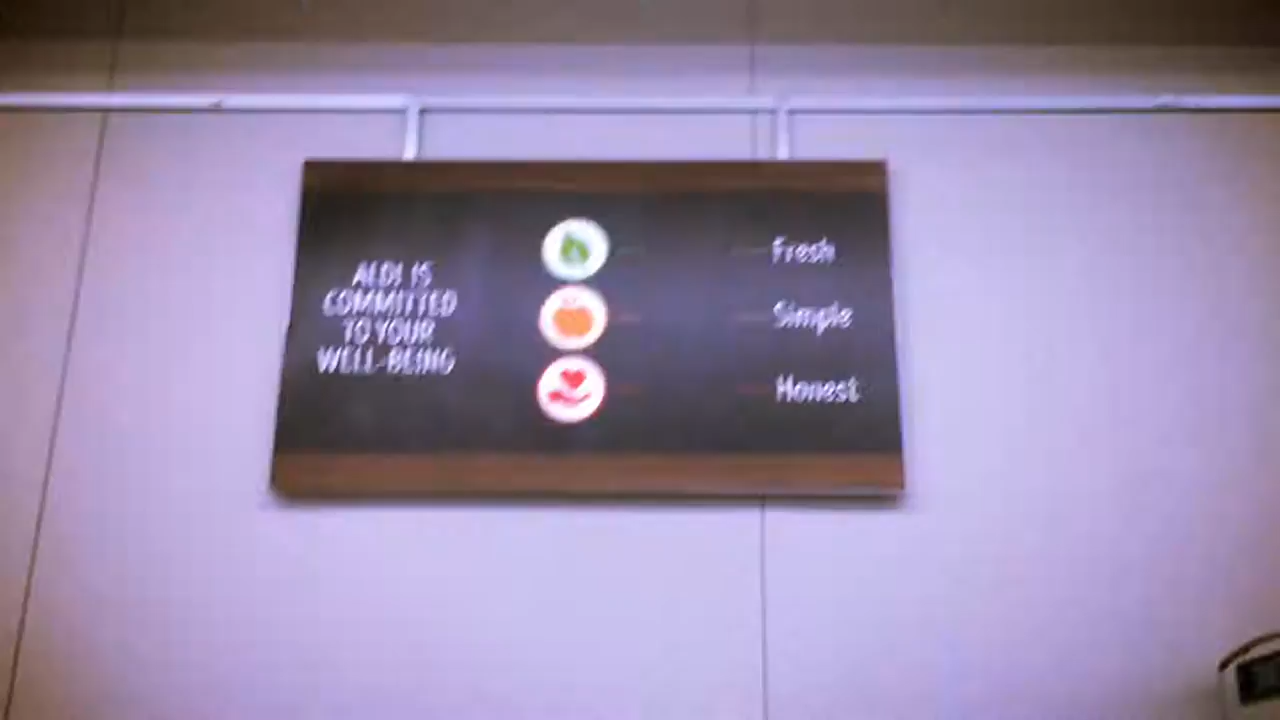 ALDI IS
COMMITTED
TO YOUR
WELL-BEING
Fresh
Simple
Honest